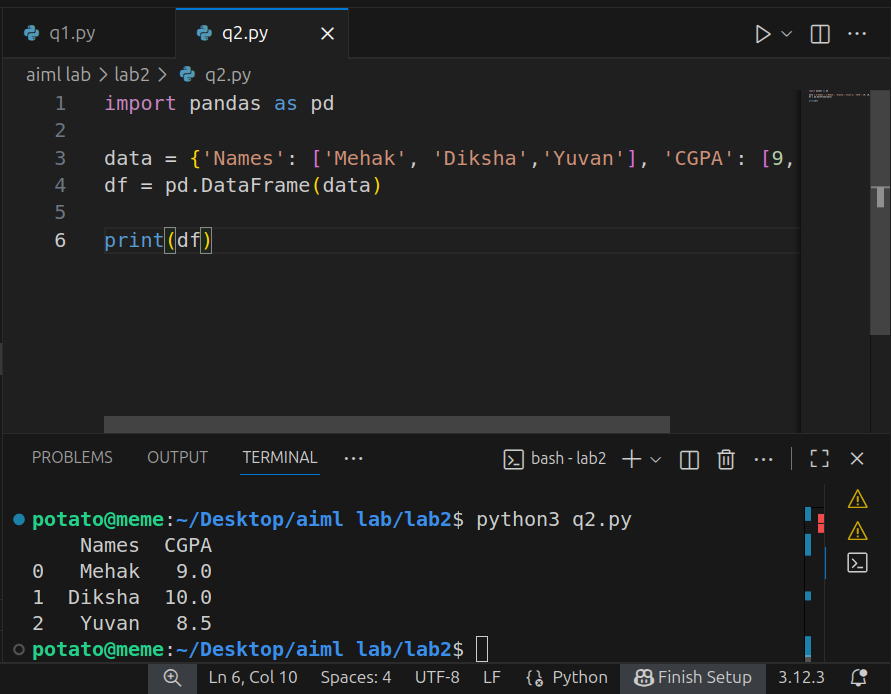 q1.py q2.py
aiml lab > lab2 > q2.py
1 import pandas as pd
2
3 data = {'Names': ['Mehak', 'Diksha','Yuvan'], 'CGPA': [9,
4 df = pd.DataFrame(data)
5
6 print(df)
PROBLEMS OUTPUT TERMINAL ··· bash - lab2
potato@meme:~/Desktop/aiml lab/lab2$ python3 q2.py
Names CGPA
0 Mehak 9.0
1 Diksha 10.0
2 Yuvan 8.5
potato@meme:~/Desktop/aiml lab/lab2$
Ln 6, Col 10 Spaces: 4 UTF-8 LF Python Finish Setup 3.12.3